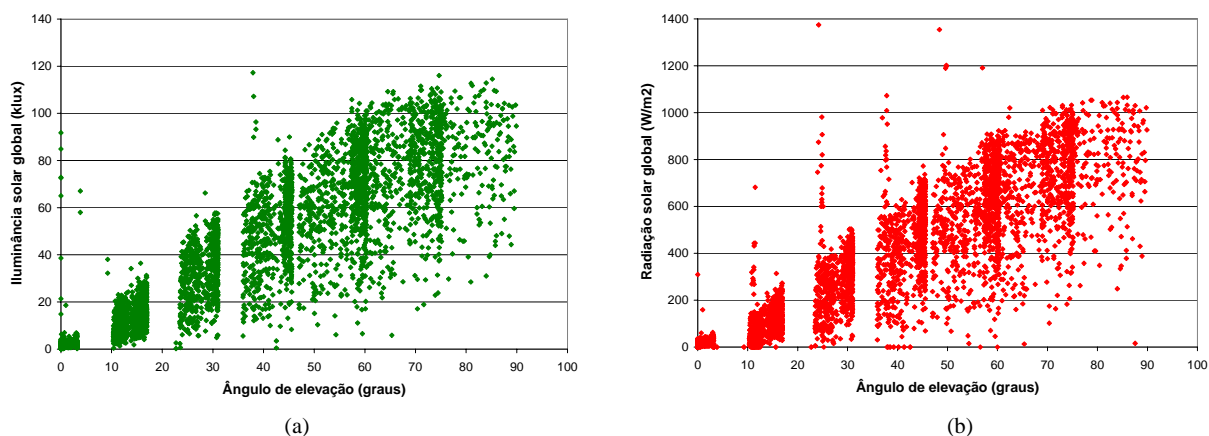 140
120
100
80
60
40
20
0
Iluminância solar global (klux)
0 10 20 30 40 50 60 70 80 90 100
Ângulo de elevação (graus)
(a)
1400
1200
1000
800
600
400
200
0
Radiação solar global (W/m2)
0 10 20 30 40 50 60 70 80 90 100
Ângulo de elevação (graus)
(b)